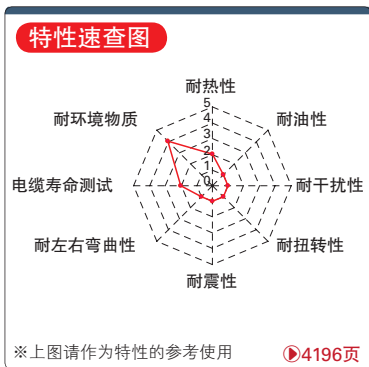 特性速查图
耐热性
5
4
3
2
1
0
耐环境物质
耐油性
电缆寿命测试
耐干扰性
耐左右弯曲性
耐扭转性
耐震性
※上图请作为特性的参考使用
4196页